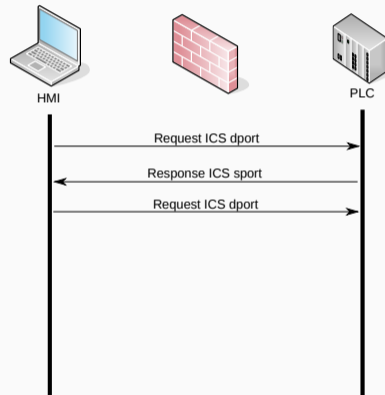 HMI
PLC
Request ICS dport
Response ICS sport
Request ICS dport